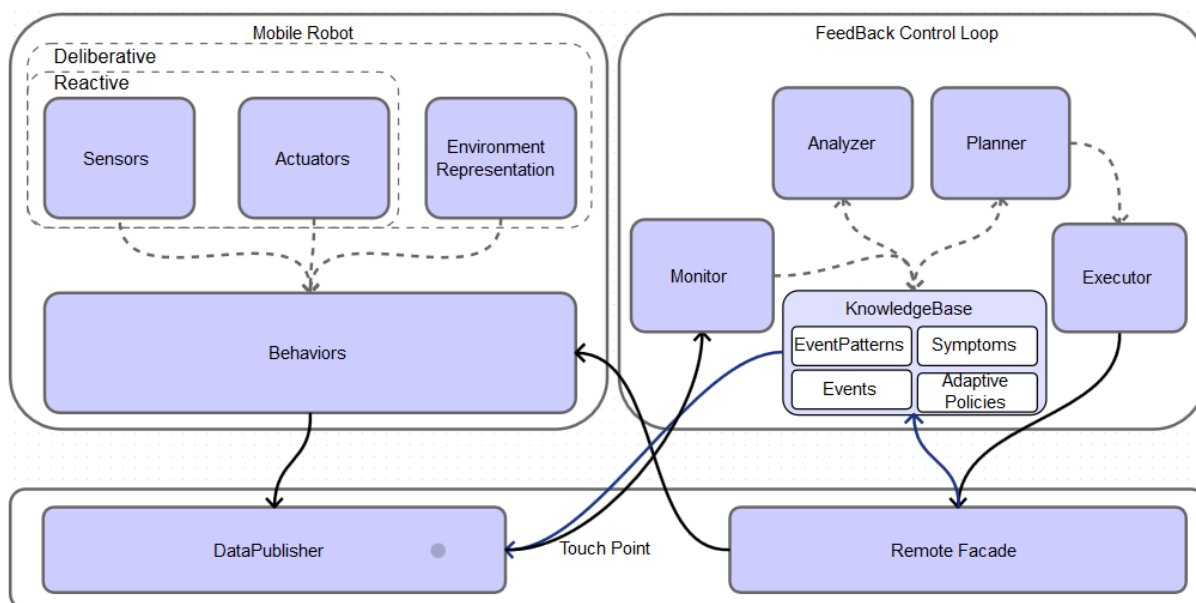 Mobile Robot
Deliberative
Reactive
Sensors
Actuators
Environment
Representation
Behaviors
FeedBack Control Loop
Analyzer
Planner
Monitor
Executor
KnowledgeBase
EventPatterns
Symptoms
Events
Adaptive
Policies
DataPublisher
Touch Point
Remote Facade